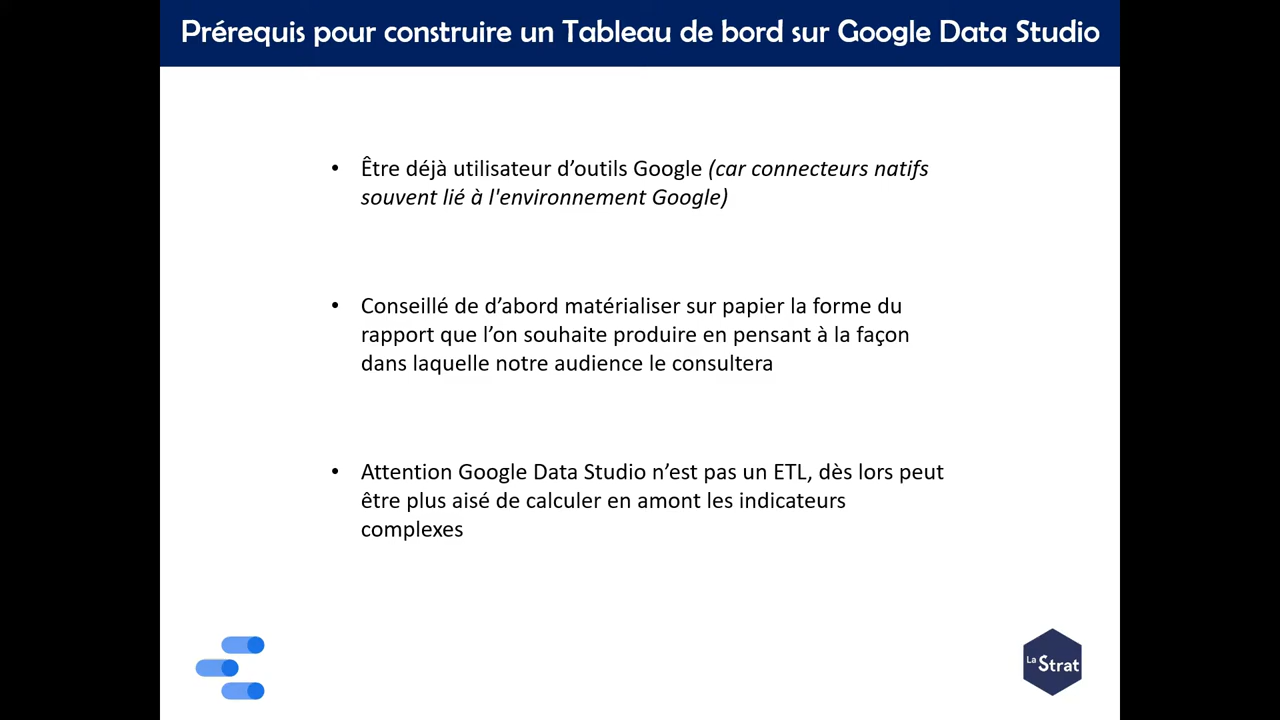 Prérequis pour construire un Tableau de bord sur Google Data Studio
• Être déjà utilisateur d’outils Google (car connecteurs natifs
souvent lié à l'environnement Google)
• Conseillé de d’abord matérialiser sur papier la forme du
rapport que l’on souhaite produire en pensant à la façon
dans laquelle notre audience le consultera
• Attention Google Data Studio n’est pas un ETL, dès lors peut
être plus aisé de calculer en amont les indicateurs
complexes
La Strat